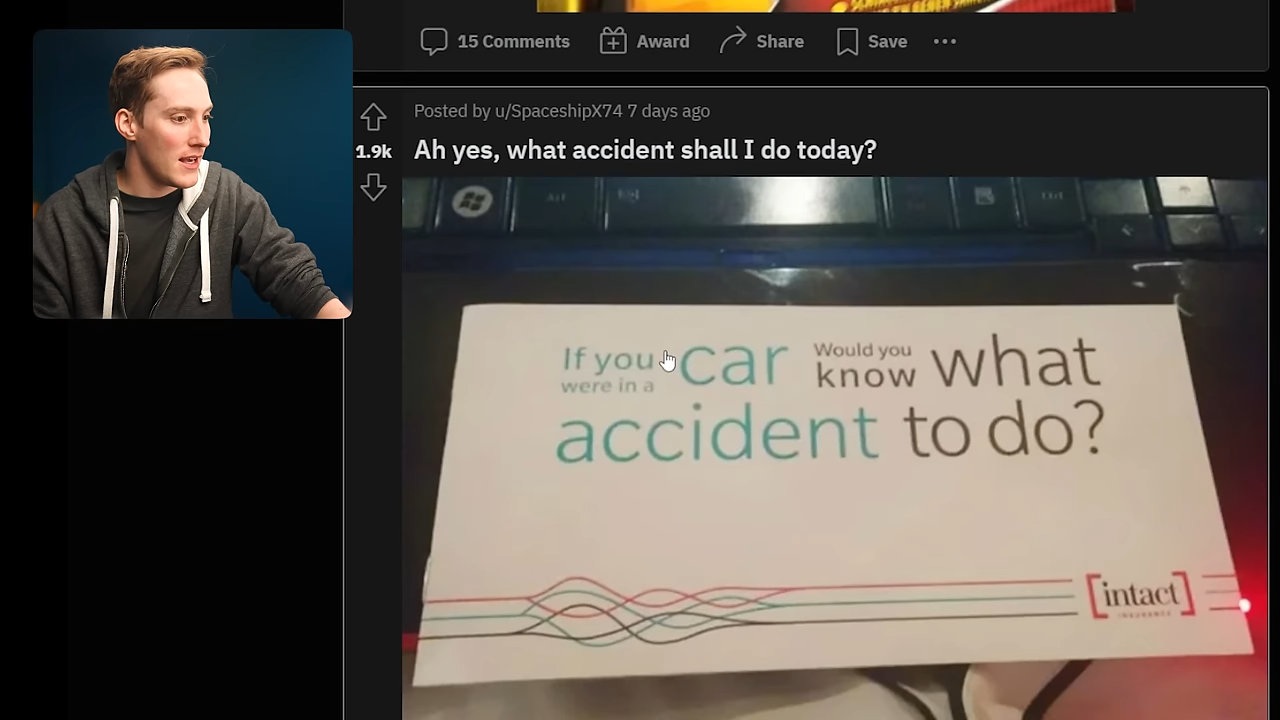 15 Comments Award Share Save
Posted by u/SpaceshipX74 7 days ago
1.9k
Ah yes, what accident shall I do today?
If you car Would you what
were in a know
accident to do?
[intact]
INSURANCE